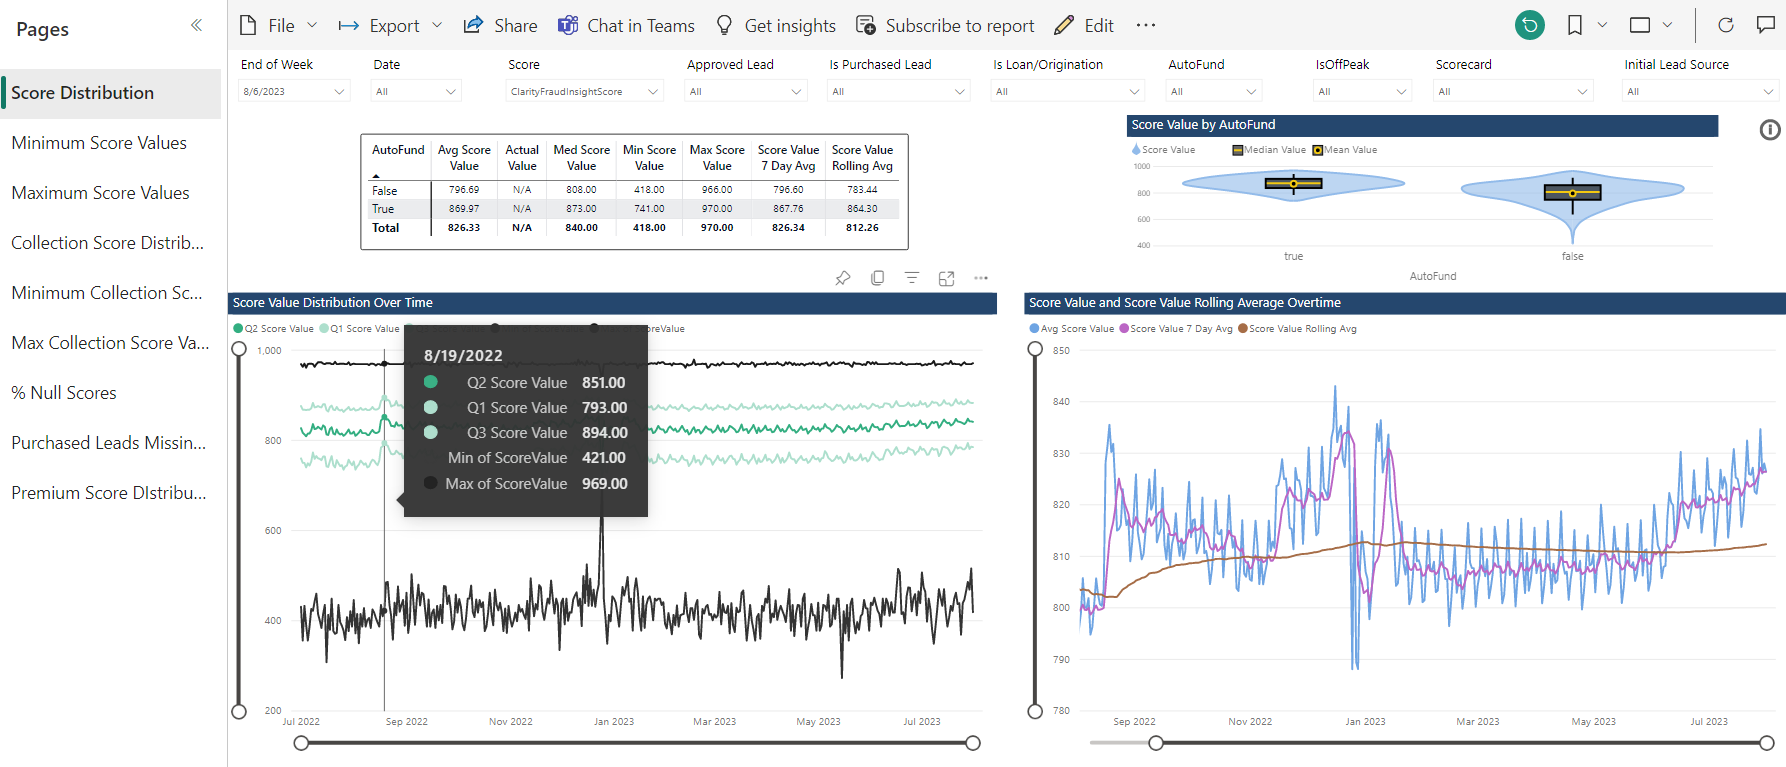 Pages
File
Export
Share
Chat in Teams
Get insights
Subscribe to report
Edit
Score Distribution
Minimum Score Values
Maximum Score Values
Collection Score Distrib...
Minimum Collection Sc...
Max Collection Score Va...
% Null Scores
Purchased Leads Missin...
Premium Score DIstribu...
End of Week
Date
Score
Approved Lead
Is Purchased Lead
Is Loan/Origination
AutoFund
IsOffPeak
Scorecard
Initial Lead Source
8/6/2023
All
ClarityFraudInsightScore
All
All
All
All
All
All
All
AutoFund Avg Score Value Actual Value Med Score Value Min Score Value Max Score Value Score Value 7 Day Avg Score Value Rolling Avg
False 796.69 N/A 808.00 418.00 966.00 796.60 783.44
True 869.97 N/A 873.00 741.00 970.00 867.76 864.30
Total 826.33 N/A 840.00 418.00 970.00 826.34 812.26
Score Value by AutoFund
Score Value Median Value Mean Value
1000
800
600
400
true false
AutoFund
Score Value Distribution Over Time
Q2 Score Value Q1 Score Value
oreValue
8/19/2022
Q2 Score Value 851.00
Q1 Score Value 793.00
Q3 Score Value 894.00
Min of ScoreValue 421.00
Max of ScoreValue 969.00
1,000
800
600
400
200
Jul 2022 Sep 2022 Nov 2022 Jan 2023 Mar 2023 May 2023 Jul 2023
Score Value and Score Value Rolling Average Overtime
Avg Score Value Score Value 7 Day Avg Score Value Rolling Avg
850
840
830
820
810
800
790
780
Sep 2022 Nov 2022 Jan 2023 Mar 2023 May 2023 Jul 2023